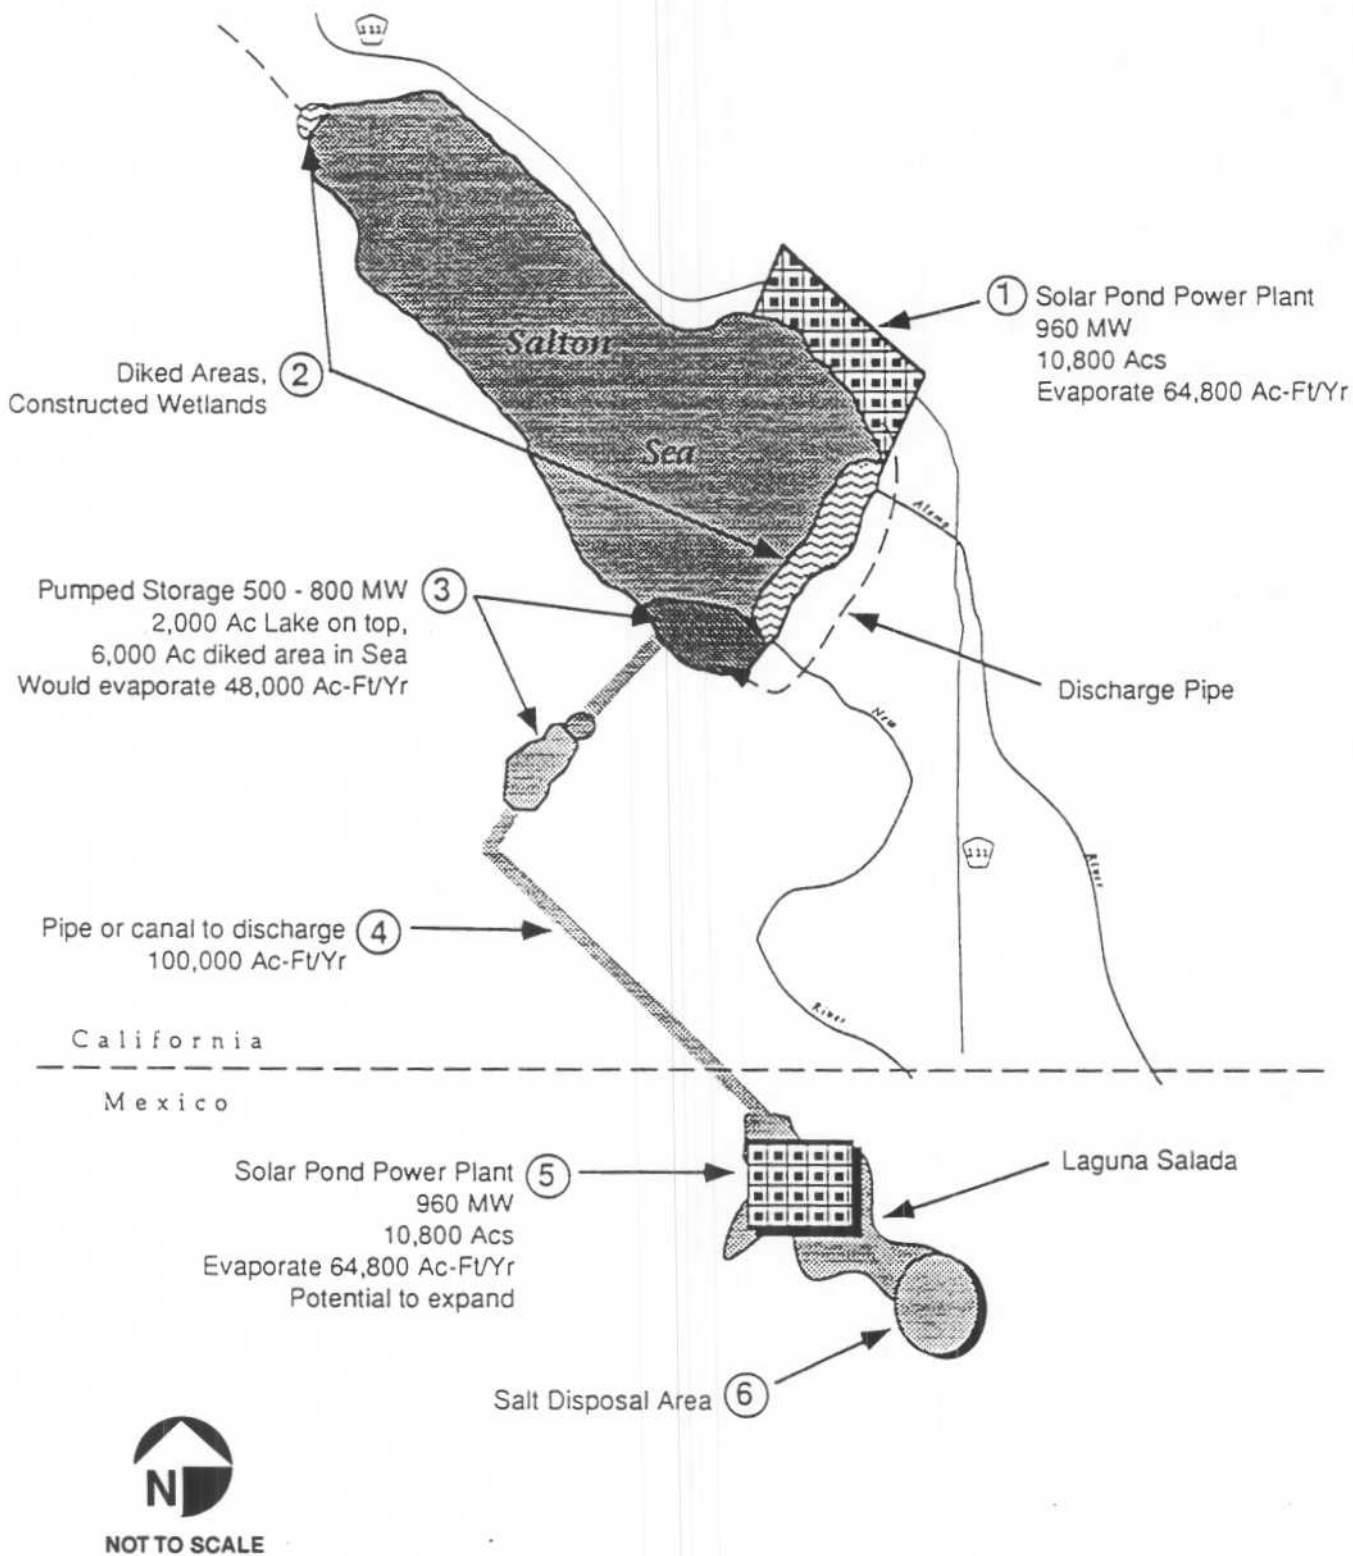 111
1 Solar Pond Power Plant
960 MW
10,800 Acs
Evaporate 64,800 Ac-Ft/Yr
Salton
Sea
Diked Areas, 2
Constructed Wetlands
Alamo
Pumped Storage 500 - 800 MW 3
2,000 Ac Lake on top,
6,000 Ac diked area in Sea
Would evaporate 48,000 Ac-Ft/Yr
Discharge Pipe
New
111
River
Pipe or canal to discharge 4
100,000 Ac-Ft/Yr
River
California
Mexico
Solar Pond Power Plant 5
960 MW
10,800 Acs
Evaporate 64,800 Ac-Ft/Yr
Potential to expand
Laguna Salada
Salt Disposal Area 6
N
NOT TO SCALE